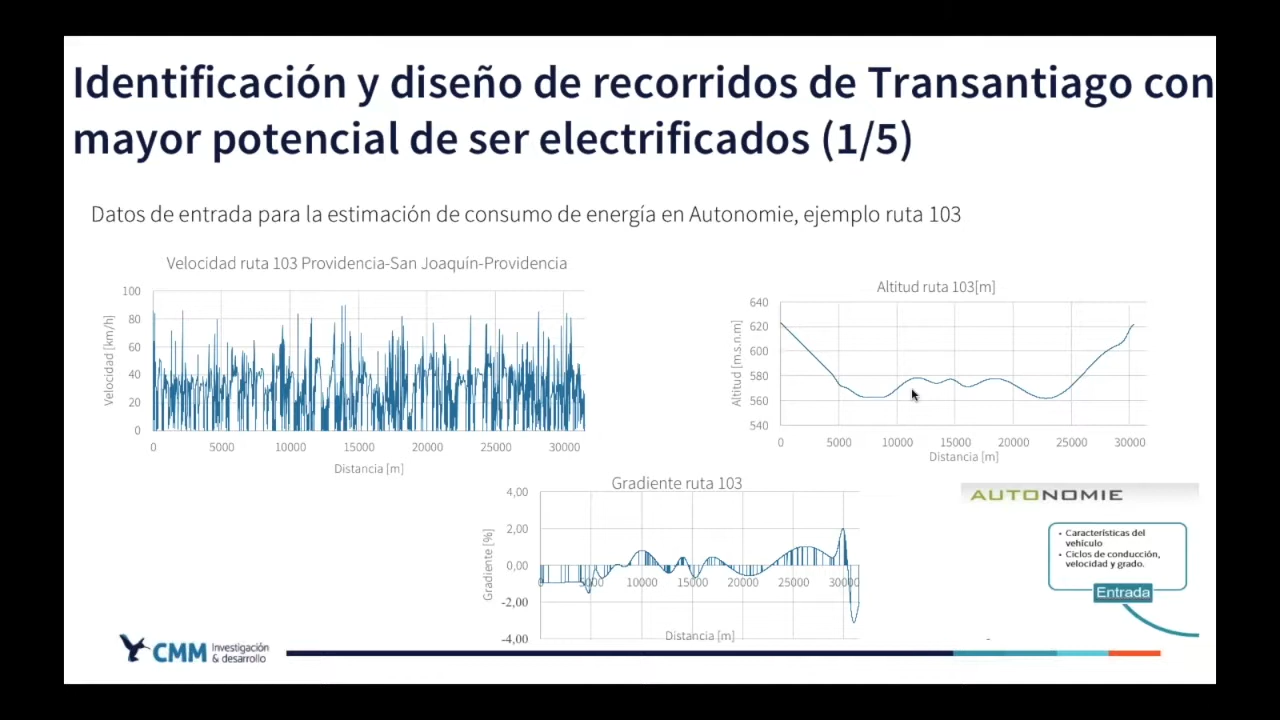 Identificación y diseño de recorridos de Transantiago con
mayor potencial de ser electrificados (1/5)
Datos de entrada para la estimación de consumo de energía en Autonomie, ejemplo ruta 103
Velocidad ruta 103 Providencia-San Joaquín-Providencia
Velocidad [km/h]
100
80
60
40
20
0
0 5000 10000 15000 20000 25000 30000
Distancia [m]
Altitud ruta 103[m]
Altitud [m.s.n.m]
640
620
600
580
560
540
0 5000 10000 15000 20000 25000 30000
Distancia [m]
Gradiente ruta 103
Gradiente [%]
4,00
2,00
0,00
-2,00
-4,00
0 5000 10000 15000 20000 25000 30000
Distancia [m]
AUTONOMIE
• Características del
vehículo
• Ciclos de conducción,
velocidad y grado.
Entrada
CMM Investigación
& desarrollo